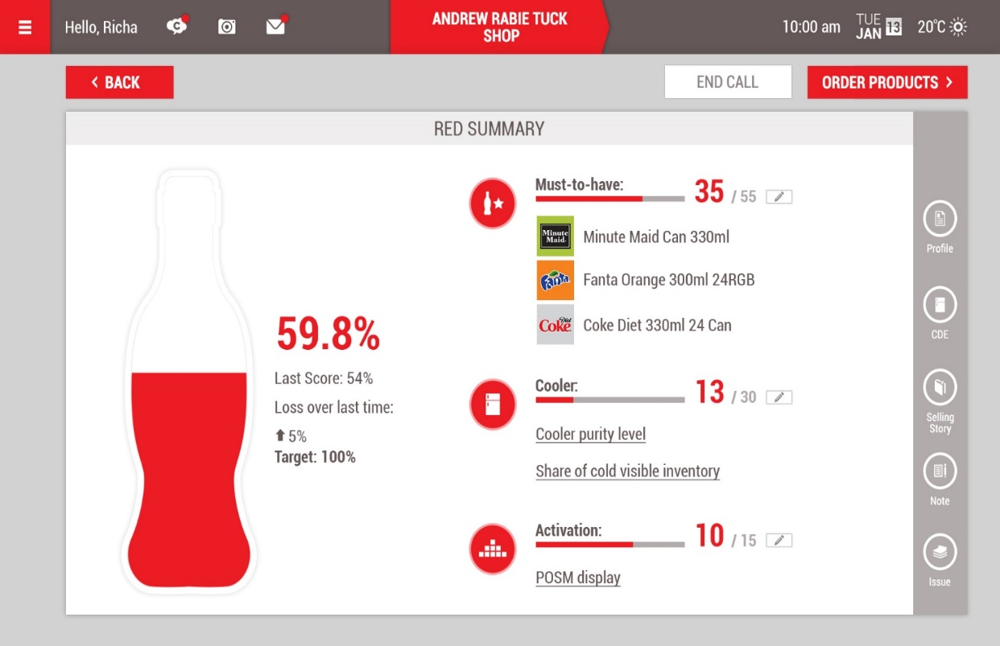 Hello, Richa
C
ANDREW RABIE TUCK
SHOP
10:00 am
TUE
JAN 13
20°C
< BACK
END CALL
ORDER PRODUCTS >
RED SUMMARY
59.8%
Last Score: 54%
Loss over last time:
5%
Target: 100%
Must-to-have:
35 / 55
Minute
Maid
Minute Maid Can 330ml
Fanta
Fanta Orange 300ml 24RGB
Diet
Coke
Coke Diet 330ml 24 Can
Cooler:
13 / 30
Cooler purity level
Share of cold visible inventory
Activation:
10 / 15
POSM display
Profile
CDE
Selling
Story
Note
Issue